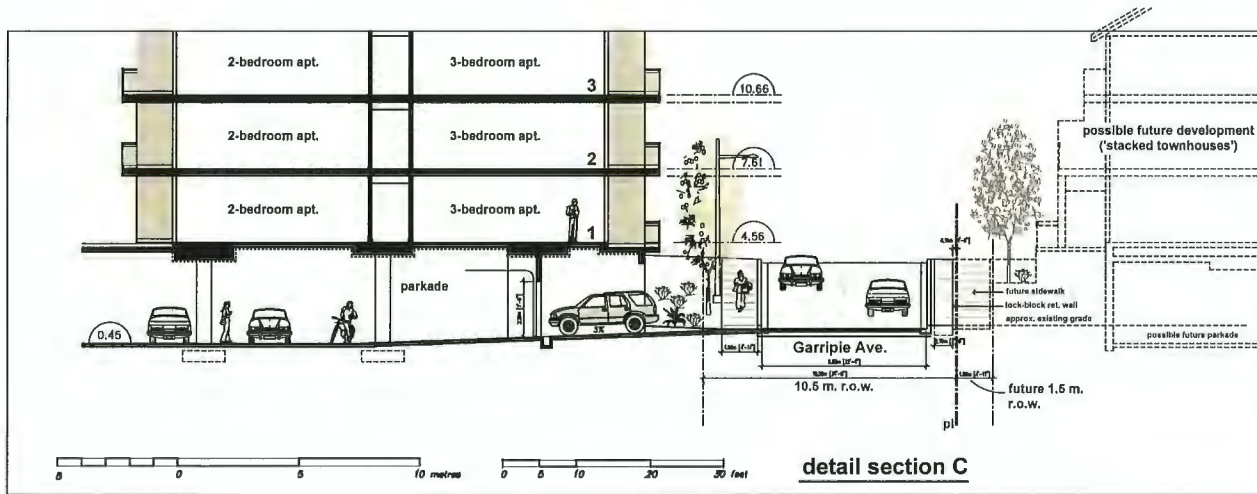 2-bedroom apt.
3-bedroom apt.
3
10.66
possible future development
('stacked townhouses')
2-bedroom apt.
3-bedroom apt.
2
7.61
2-bedroom apt.
3-bedroom apt.
1
4.56
parkade
future sidewalk
lock-block ret. wall
approx. existing grade
0.45
5%
possible future parkade
Garripie Ave.
10.5 m. r.o.w.
future 1.5 m.
r.o.w.
pl
5 0 5 10 metres
0 5 10 20 30 feet
detail section C